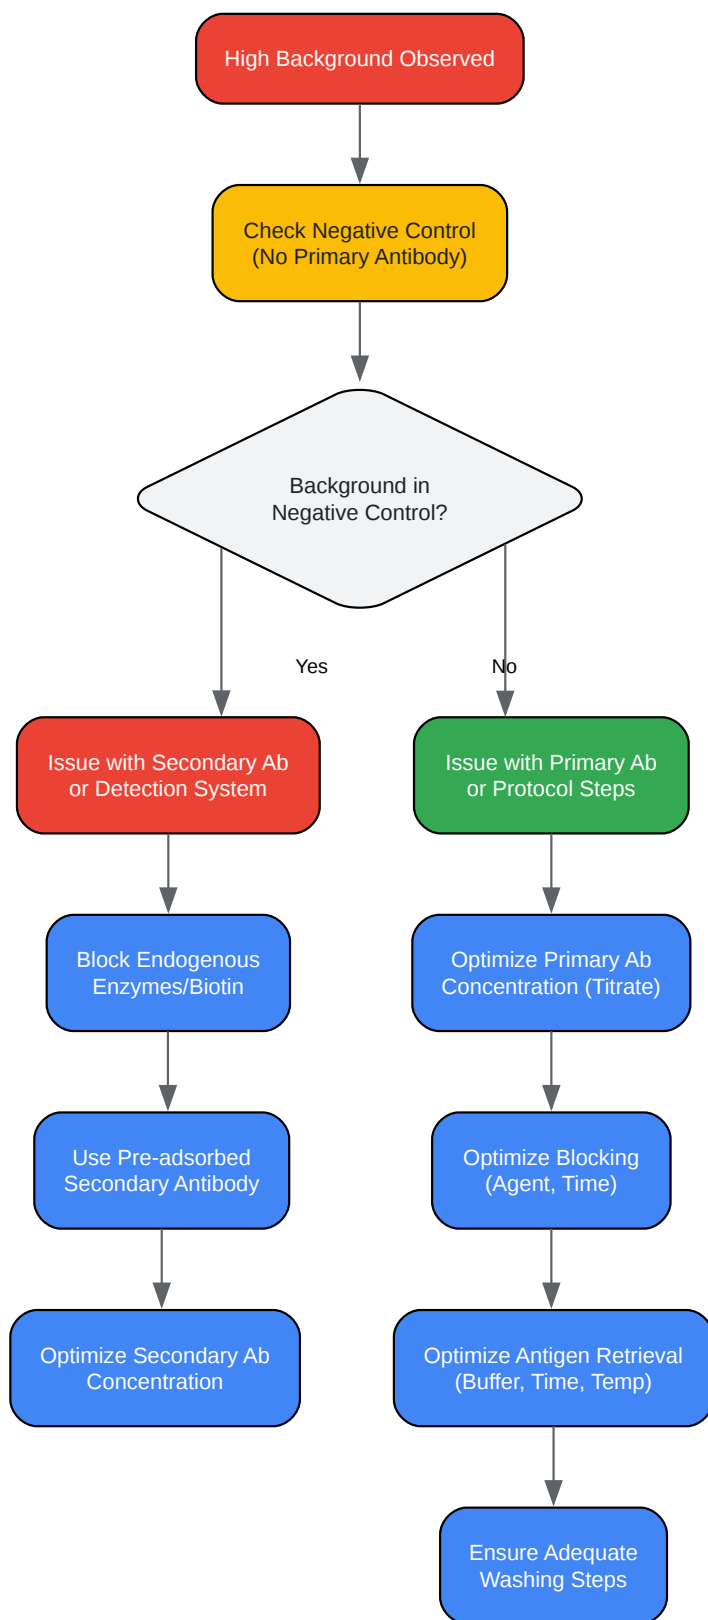 High Background Observed
Check Negative Control
(No Primary Antibody)
Background in
Negative Control?
Yes
No
Issue with Secondary Ab
or Detection System
Issue with Primary Ab
or Protocol Steps
Block Endogenous
Enzymes/Biotin
Optimize Primary Ab
Concentration (Titrate)
Use Pre-adsorbed
Secondary Antibody
Optimize Blocking
(Agent, Time)
Optimize Secondary Ab
Concentration
Optimize Antigen Retrieval
(Buffer, Time, Temp)
Ensure Adequate
Washing Steps